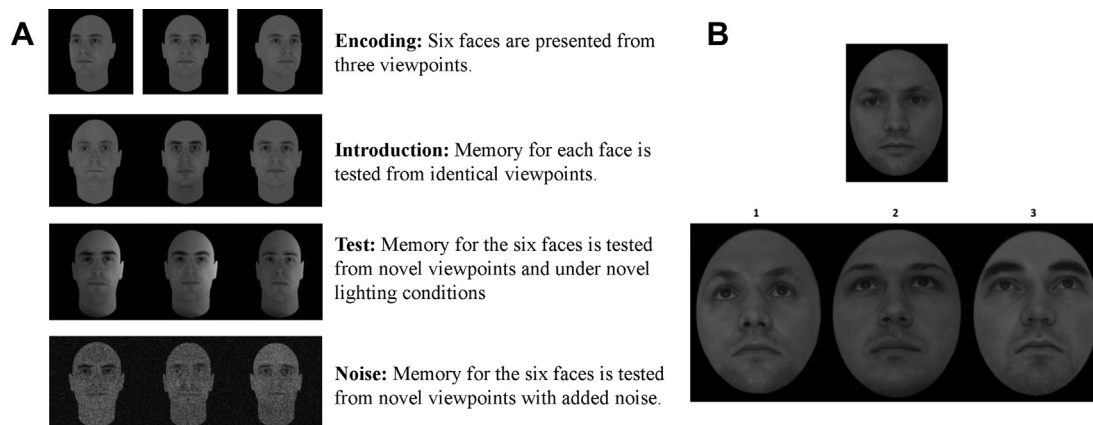 A
Encoding: Six faces are presented from
three viewpoints.
Introduction: Memory for each face is
tested from identical viewpoints.
Test: Memory for the six faces is tested
from novel viewpoints and under novel
lighting conditions
Noise: Memory for the six faces is tested
from novel viewpoints with added noise.
B
1 2 3